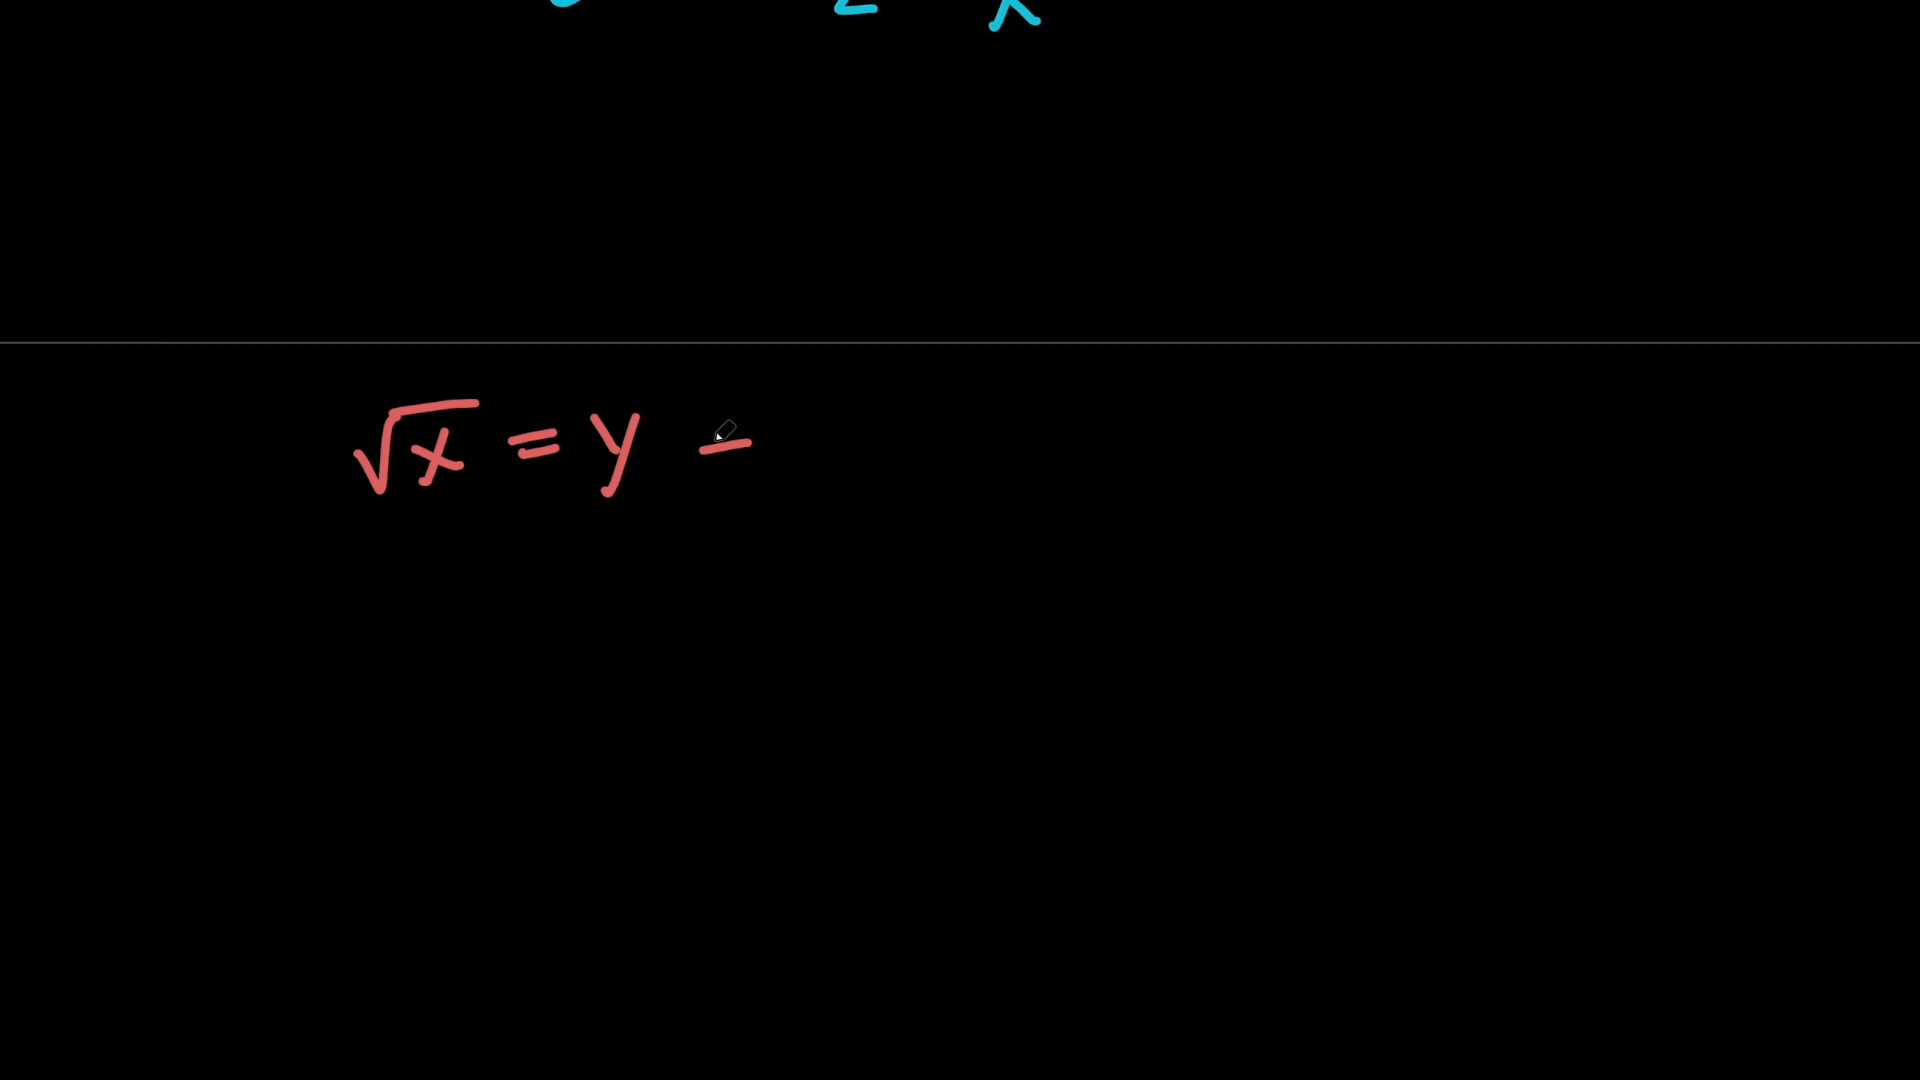 √x = y -